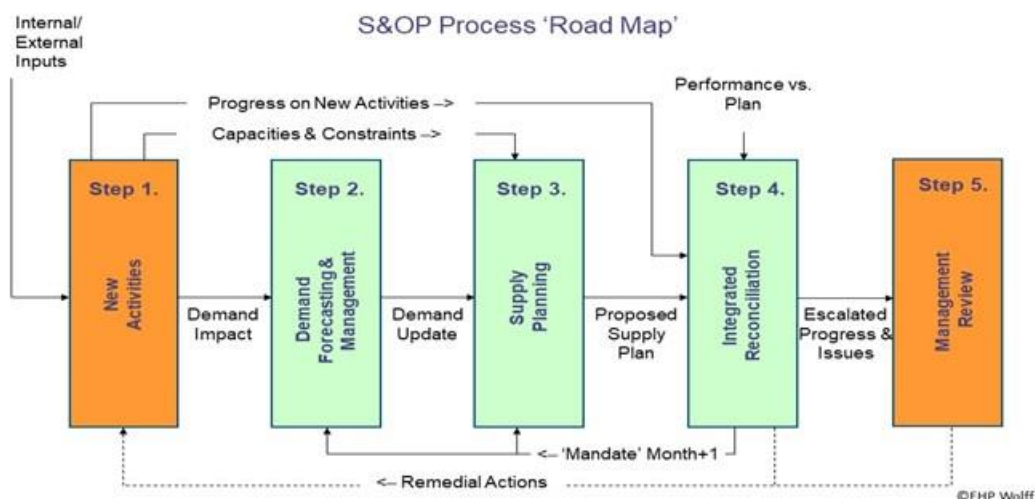 S&OP Process 'Road Map'
Internal/
External
Inputs
Progress on New Activities –>
Capacities & Constraints –>
Performance vs.
Plan
Step 1.
New
Activities
Demand
Impact
Step 2.
Demand
Forecasting &
Management
Demand
Update
Step 3.
Supply
Planning
Proposed
Supply
Plan
Step 4.
Integrated
Reconciliation
Escalated
Progress &
Issues
Step 5.
Management
Review
<– 'Mandate' Month+1
<– Remedial Actions